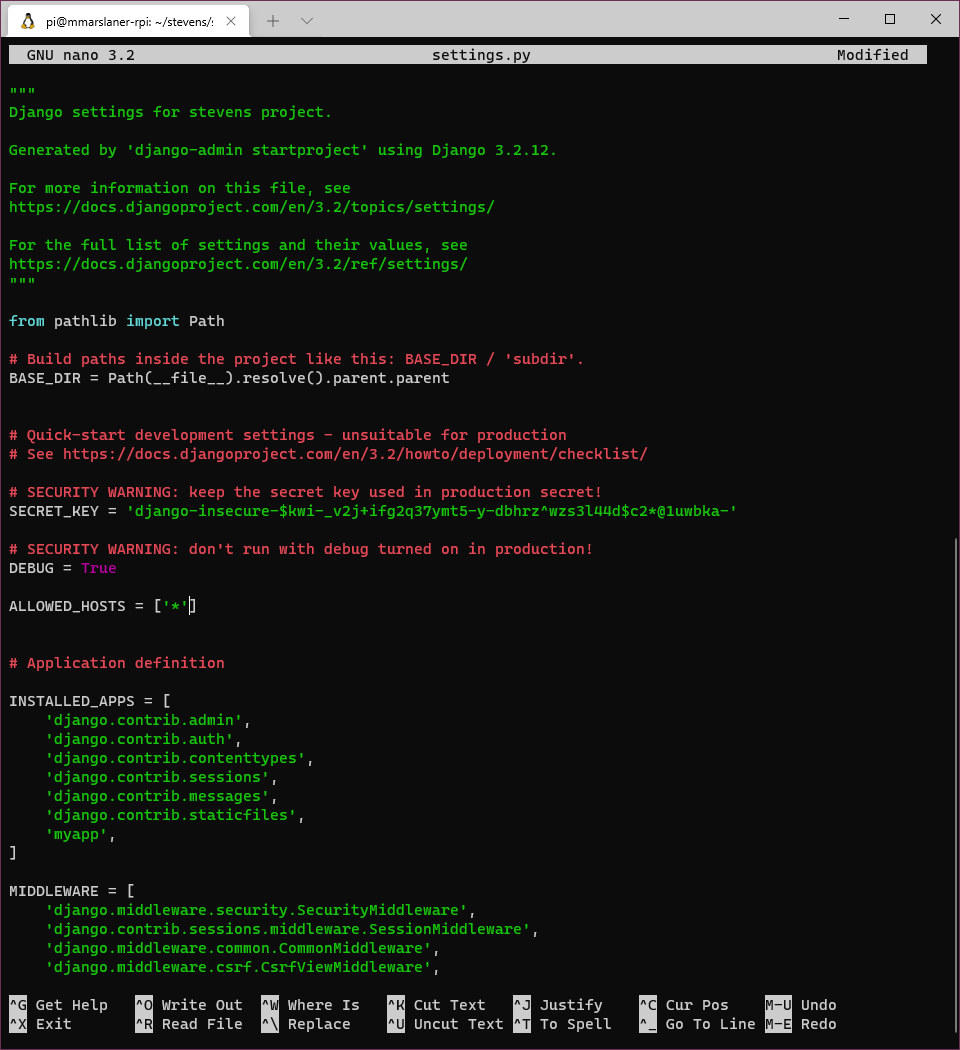 pi@mmarslaner-rpi: ~/stevens/s
GNU nano 3.2 settings.py Modified
"""
Django settings for stevens project.
Generated by 'django-admin startproject' using Django 3.2.12.
For more information on this file, see
https://docs.djangoproject.com/en/3.2/topics/settings/
For the full list of settings and their values, see
https://docs.djangoproject.com/en/3.2/ref/settings/
"""
from pathlib import Path
# Build paths inside the project like this: BASE_DIR / 'subdir'.
BASE_DIR = Path(__file__).resolve().parent.parent
# Quick-start development settings - unsuitable for production
# See https://docs.djangoproject.com/en/3.2/howto/deployment/checklist/
# SECURITY WARNING: keep the secret key used in production secret!
SECRET_KEY = 'django-insecure-$kwi-_v2j+ifg2q37ymt5-y-dbhrz^wzs3l44d$c2*@1uwbka-'
# SECURITY WARNING: don't run with debug turned on in production!
DEBUG = True
ALLOWED_HOSTS = ['*']
# Application definition
INSTALLED_APPS = [
    'django.contrib.admin',
    'django.contrib.auth',
    'django.contrib.contenttypes',
    'django.contrib.sessions',
    'django.contrib.messages',
    'django.contrib.staticfiles',
    'myapp',
]
MIDDLEWARE = [
    'django.middleware.security.SecurityMiddleware',
    'django.contrib.sessions.middleware.SessionMiddleware',
    'django.middleware.common.CommonMiddleware',
    'django.middleware.csrf.CsrfViewMiddleware',
^G Get Help ^O Write Out ^W Where Is ^K Cut Text ^J Justify ^C Cur Pos M-U Undo
^X Exit ^R Read File ^\ Replace ^U Uncut Text ^T To Spell ^_ Go To Line M-E Redo